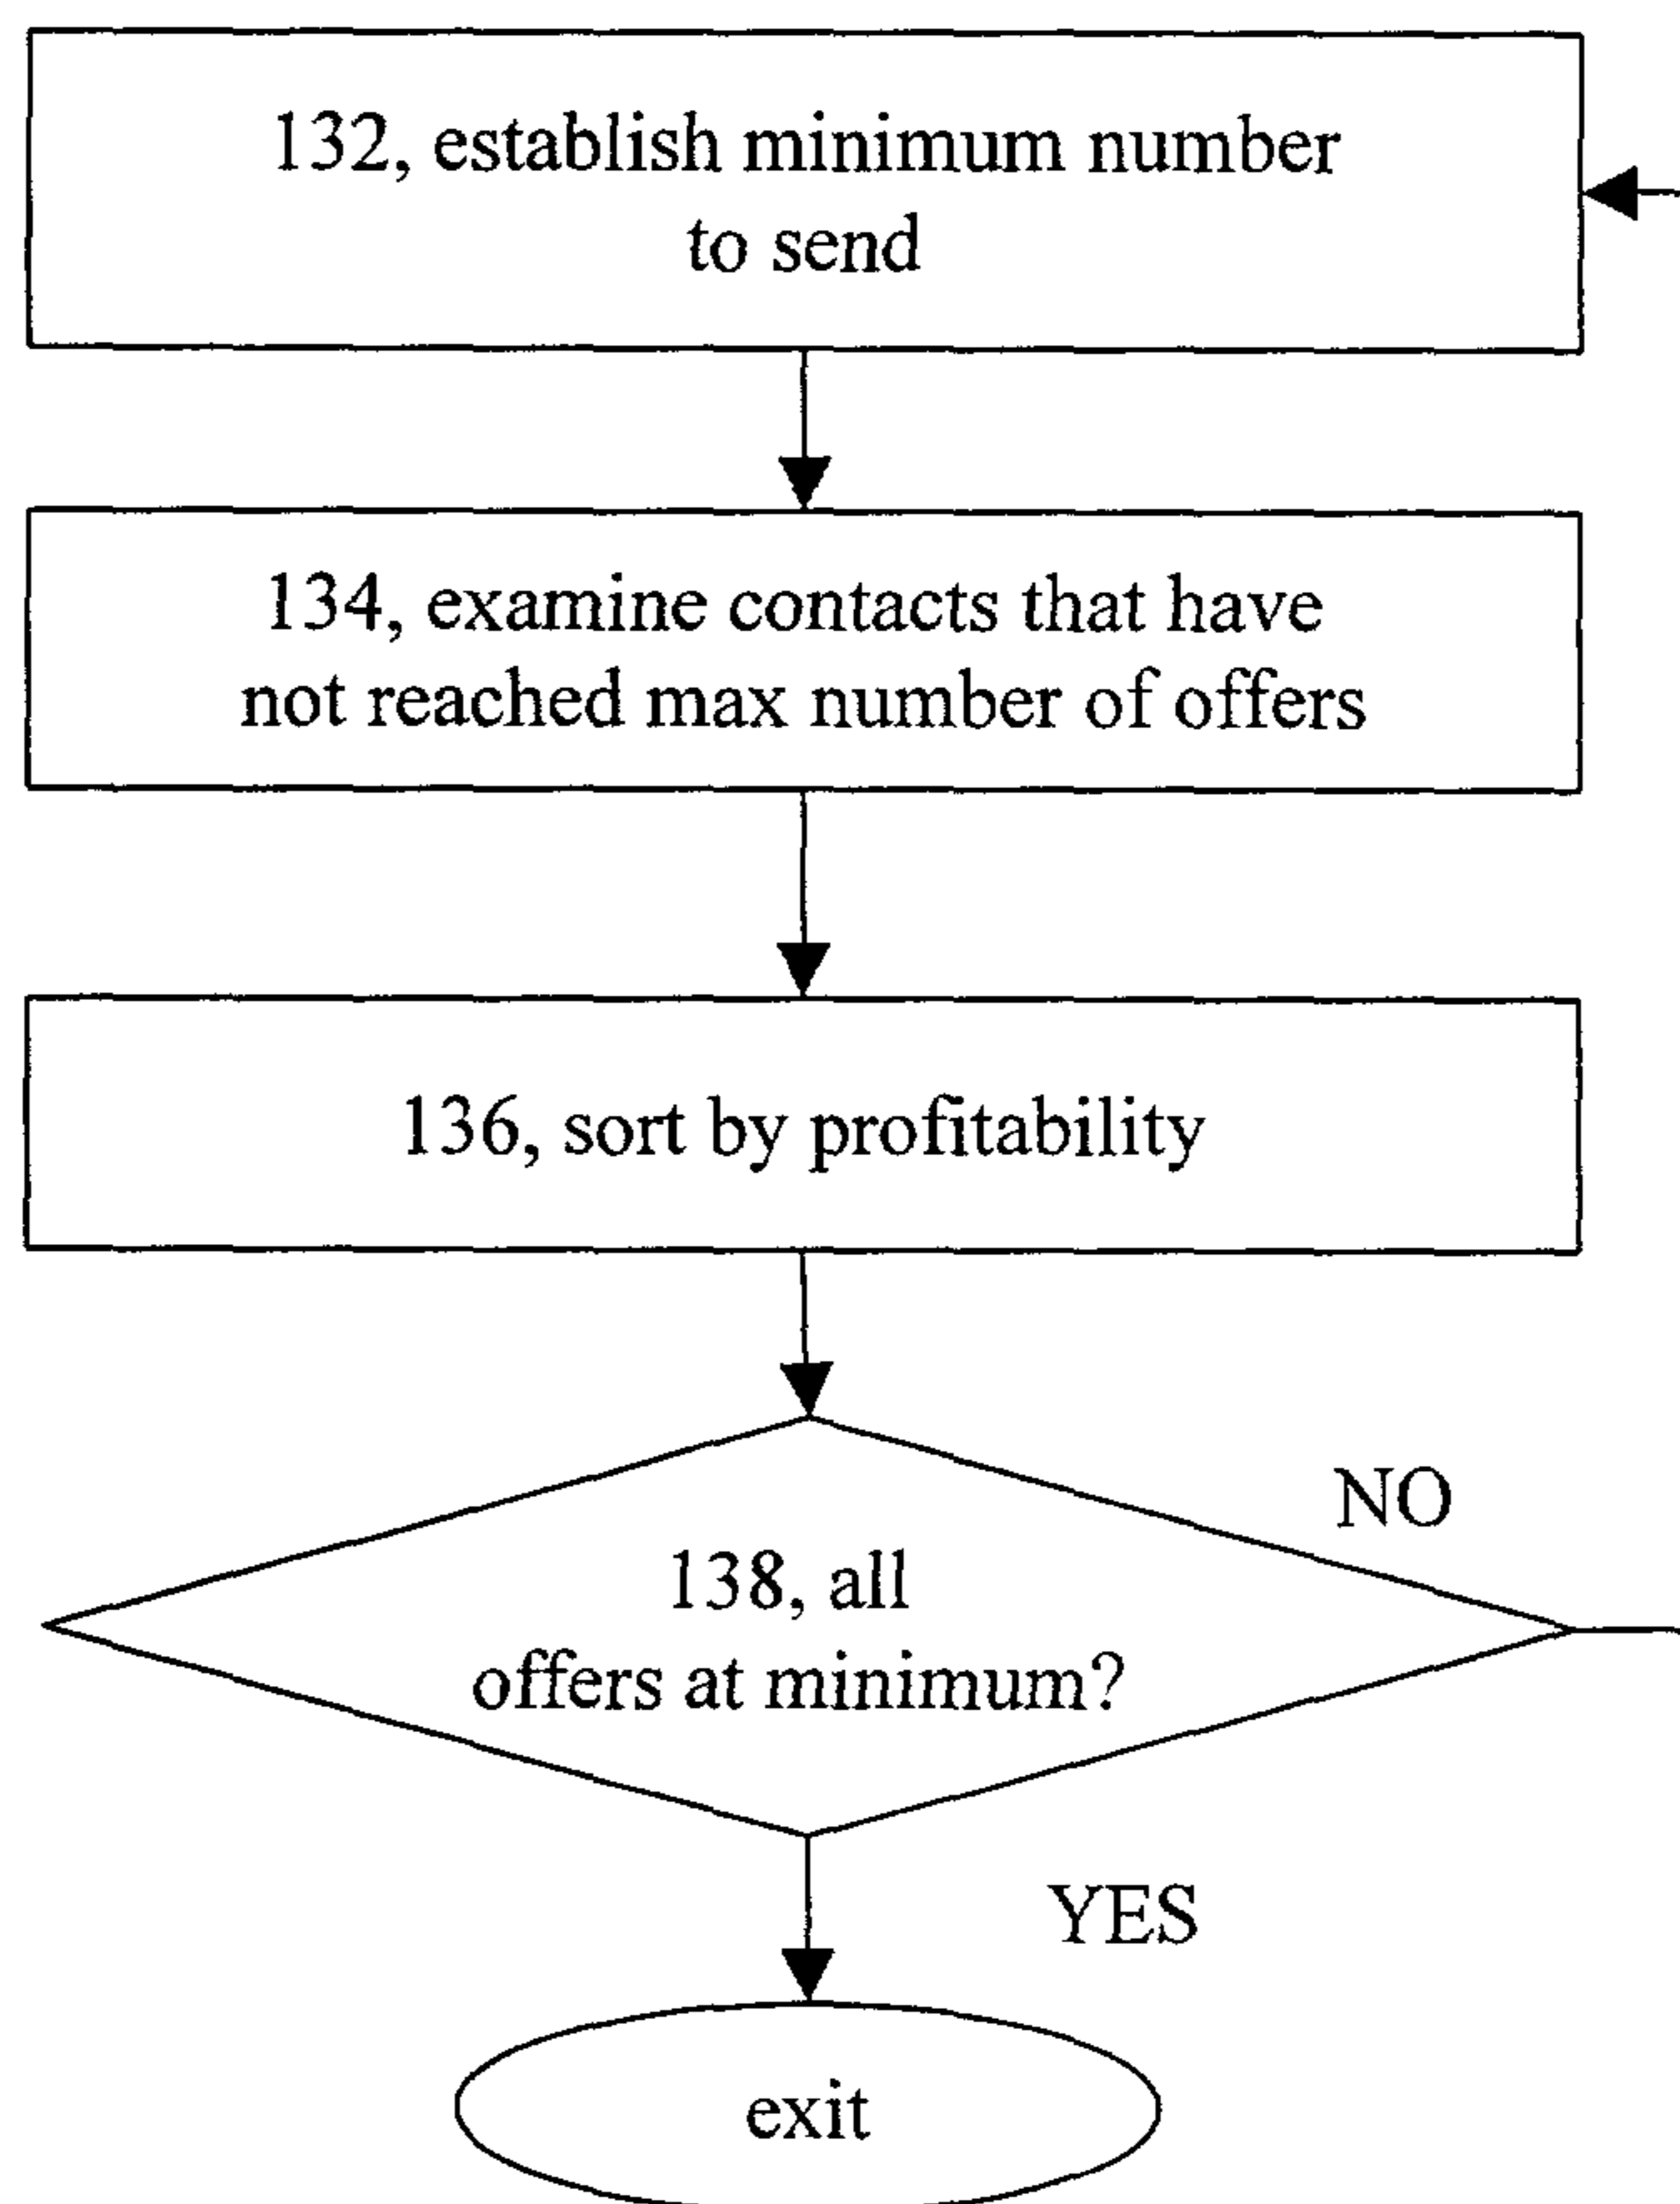 132, establish minimum number
to send
134, examine contacts that have
not reached max number of offers
136, sort by profitability
NO
138, all
offers at minimum?
YES
exit